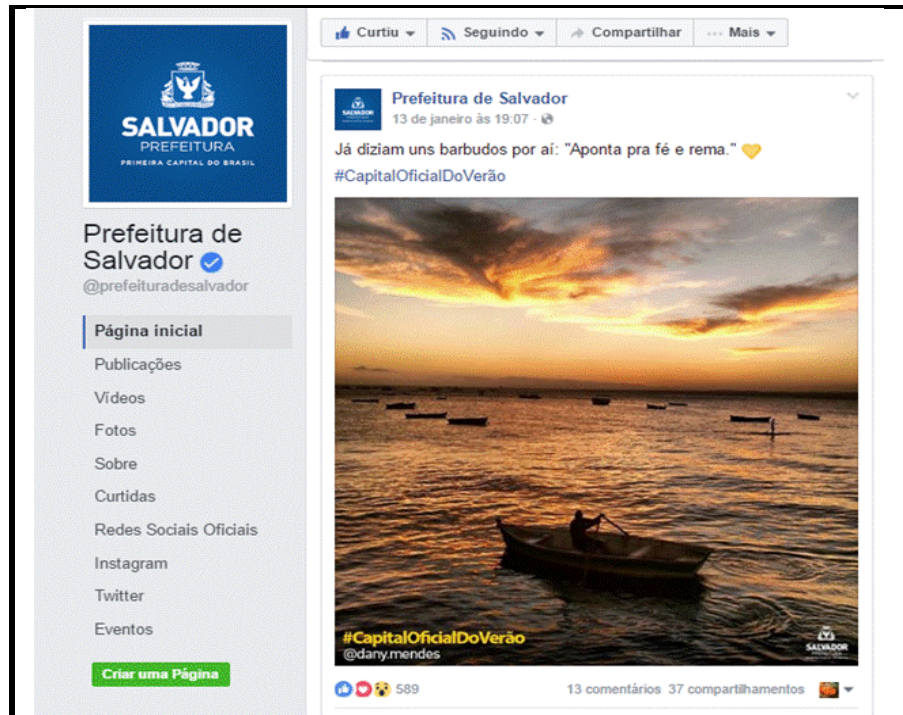 Curtiu Seguindo Compartilhar ... Mais
SALVADOR
PREFEITURA
PRIMEIRA CAPITAL DO BRASIL
Prefeitura de
Salvador
@prefeituradesalvador
Página inicial
Publicações
Vídeos
Fotos
Sobre
Curtidas
Redes Sociais Oficiais
Instagram
Twitter
Eventos
Criar uma Página
SALVADOR
Prefeitura de Salvador
13 de janeiro às 19:07 ·
Já diziam uns barbudos por aí: "Aponta pra fé e rema."
#CapitalOficialDoVerão
#CapitalOficialDoVerão
@dany.mendes
SALVADOR
PREFEITURA
589 13 comentários 37 compartilhamentos